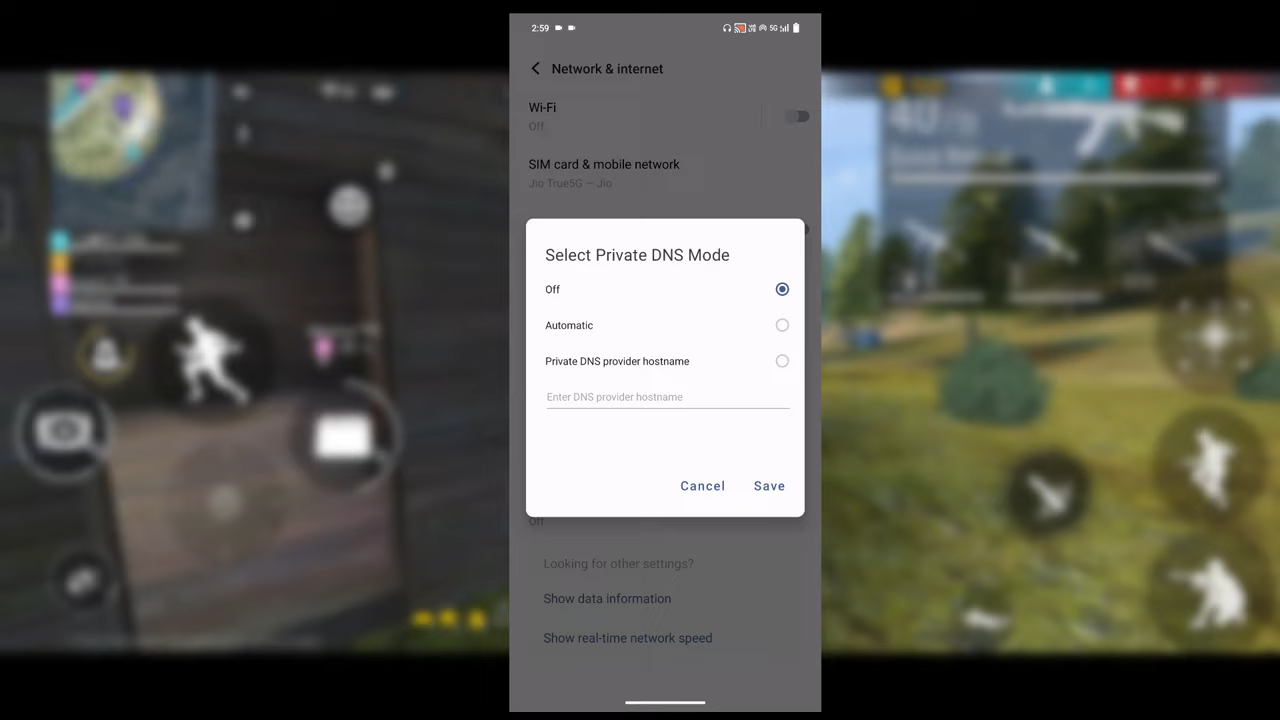 2:59
5G
Network & internet
Wi-Fi
Off
SIM card & mobile network
Jio True5G — Jio
Select Private DNS Mode
Off
Automatic
Private DNS provider hostname
Enter DNS provider hostname
Cancel
Save
Off
Looking for other settings?
Show data information
Show real-time network speed
40